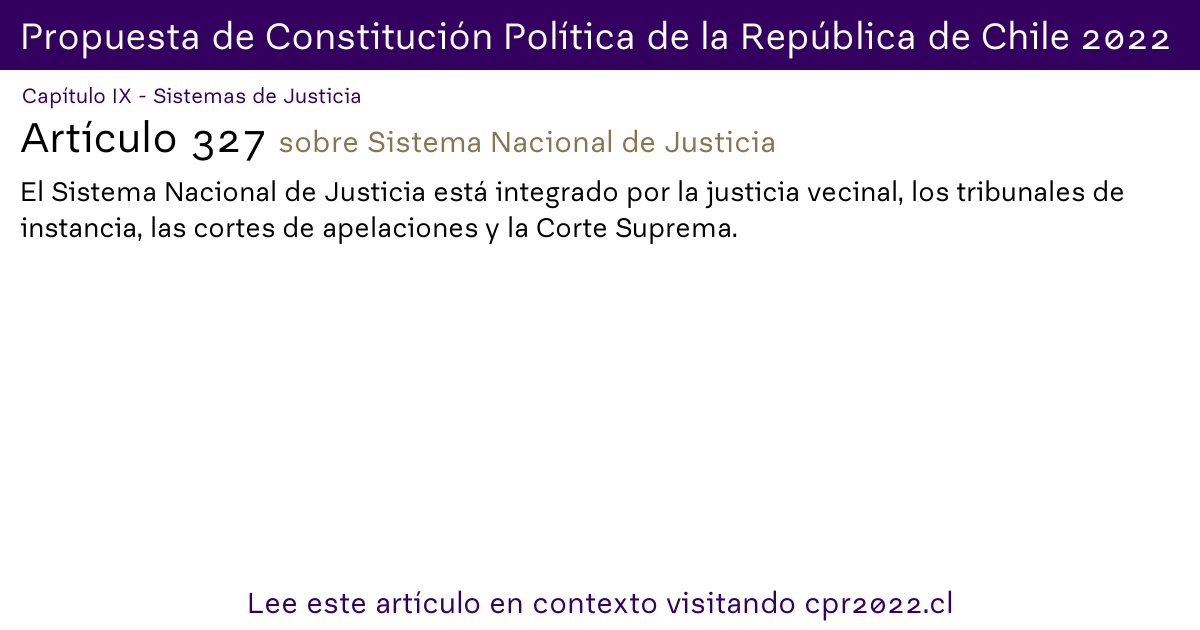 Propuesta de Constitución Política de la República de Chile 2022
Capítulo IX - Sistemas de Justicia
Artículo 327 sobre Sistema Nacional de Justicia
El Sistema Nacional de Justicia está integrado por la justicia vecinal, los tribunales de
instancia, las cortes de apelaciones y la Corte Suprema.
Lee este artículo en contexto visitando cpr2022.cl